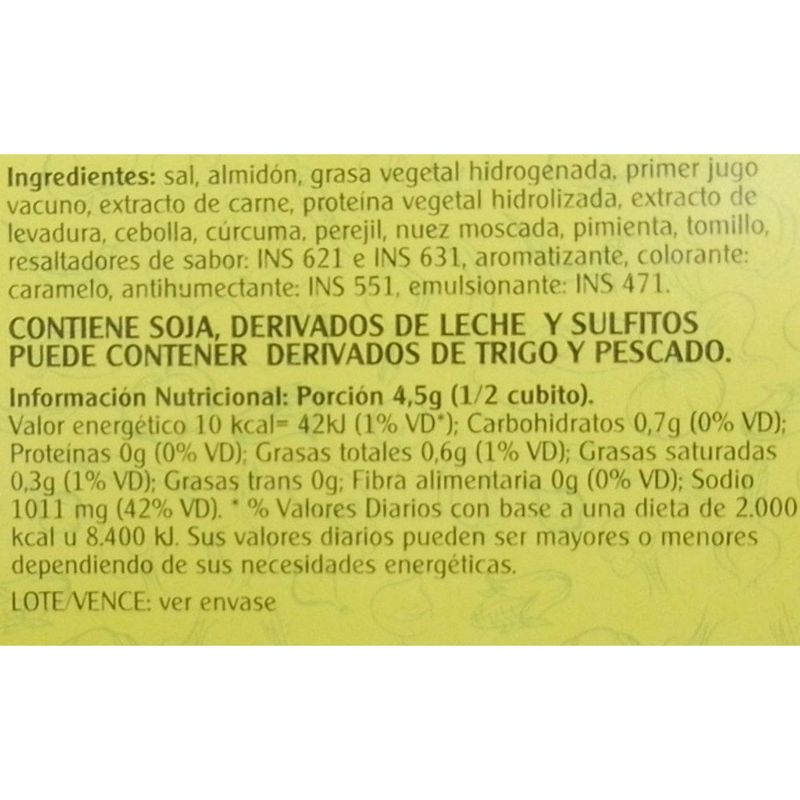 Ingredientes: sal, almidón, grasa vegetal hidrogenada, primer jugo
vacuno, extracto de carne, proteína vegetal hidrolizada, extracto de
levadura, cebolla, cúrcuma, perejil, nuez moscada, pimienta, tomillo,
resaltadores de sabor: INS 621 e INS 631, aromatizante, colorante:
caramelo, antihumectante: INS 551, emulsionante: INS 471.
CONTIENE SOJA, DERIVADOS DE LECHE Y SULFITOS
PUEDE CONTENER DERIVADOS DE TRIGO Y PESCADO.
Información Nutricional: Porción 4,5g (1/2 cubito).
Valor energético 10 kcal= 42kJ (1% VD*); Carbohidratos 0,7g (0% VD);
Proteínas 0g (0% VD); Grasas totales 0,6g (1% VD); Grasas saturadas
0,3g (1% VD); Grasas trans 0g; Fibra alimentaria 0g (0% VD); Sodio
1011 mg (42% VD). * % Valores Diarios con base a una dieta de 2.000
kcal u 8.400 kJ. Sus valores diarios pueden ser mayores o menores
dependiendo de sus necesidades energéticas.
LOTE/VENCE: ver envase